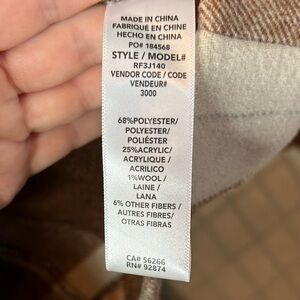 MADE IN CHINA
FABRIQUÉ EN CHINE
HECHO EN CHINA
PO# 184568
STYLE / MODEL#
RF3J140
VENDOR CODE / CODE
VENDEUR#
3000
68%POLYESTER/
POLYESTER/
POLIÉSTER
25%ACRYLIC/
ACRYLIQUE /
ACRILICO
1%WOOL /
LAINE /
LANA
6% OTHER FIBERS /
AUTRES FIBRES/
OTRAS FIBRAS
CA# 56266
RN# 92874